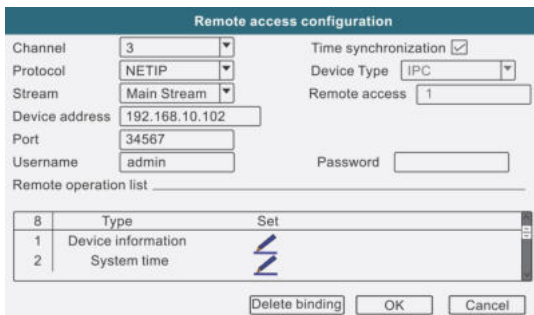 Remote access configuration
Channel 3 Time synchronization
Protocol NETIP Device Type IPC
Stream Main Stream Remote access 1
Device address 192.168.10.102
Port 34567
Username admin Password
Remote operation list
8 Type Set
1 Device information
2 System time
Delete binding OK Cancel